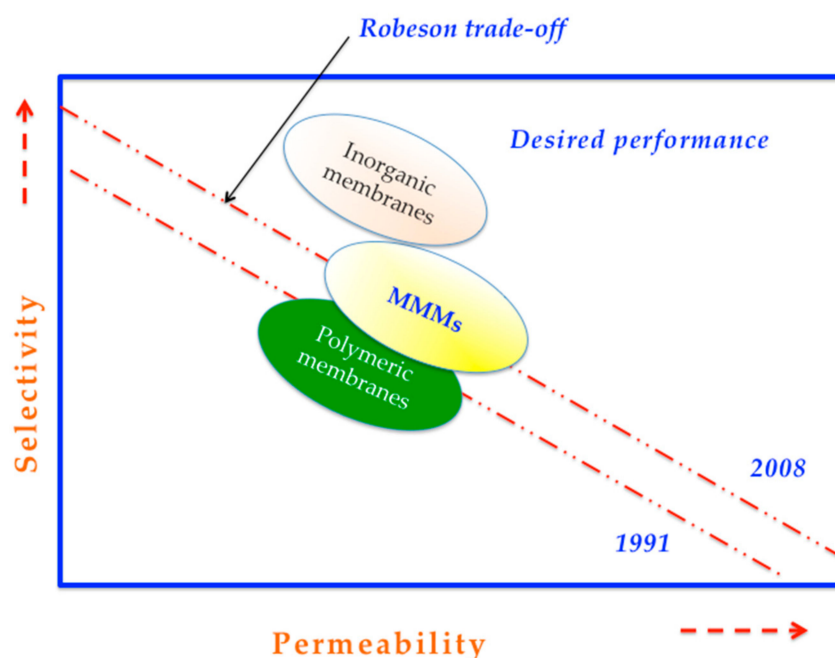 Robeson trade-off
Desired performance
Inorganic
membranes
MMMs
Polymeric
membranes
Selectivity
2008
1991
Permeability